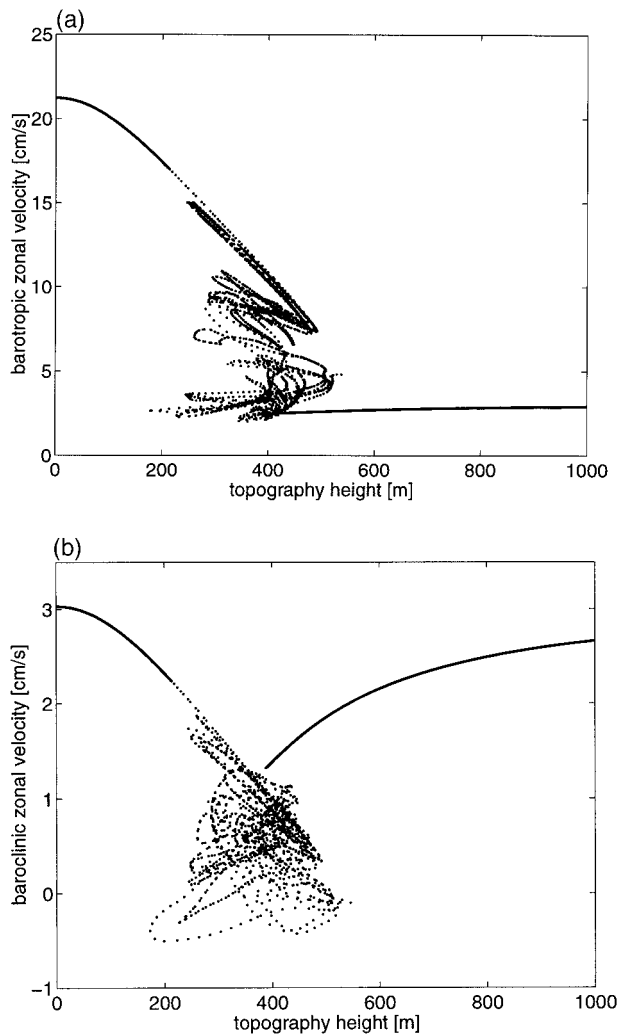 (a)
25
20
15
10
5
0
barotropic zonal velocity [cm/s]
0 200 400 600 800 1000
topography height [m]
(b)
3
2
1
0
−1
baroclinic zonal velocity [cm/s]
0 200 400 600 800 1000
topography height [m]